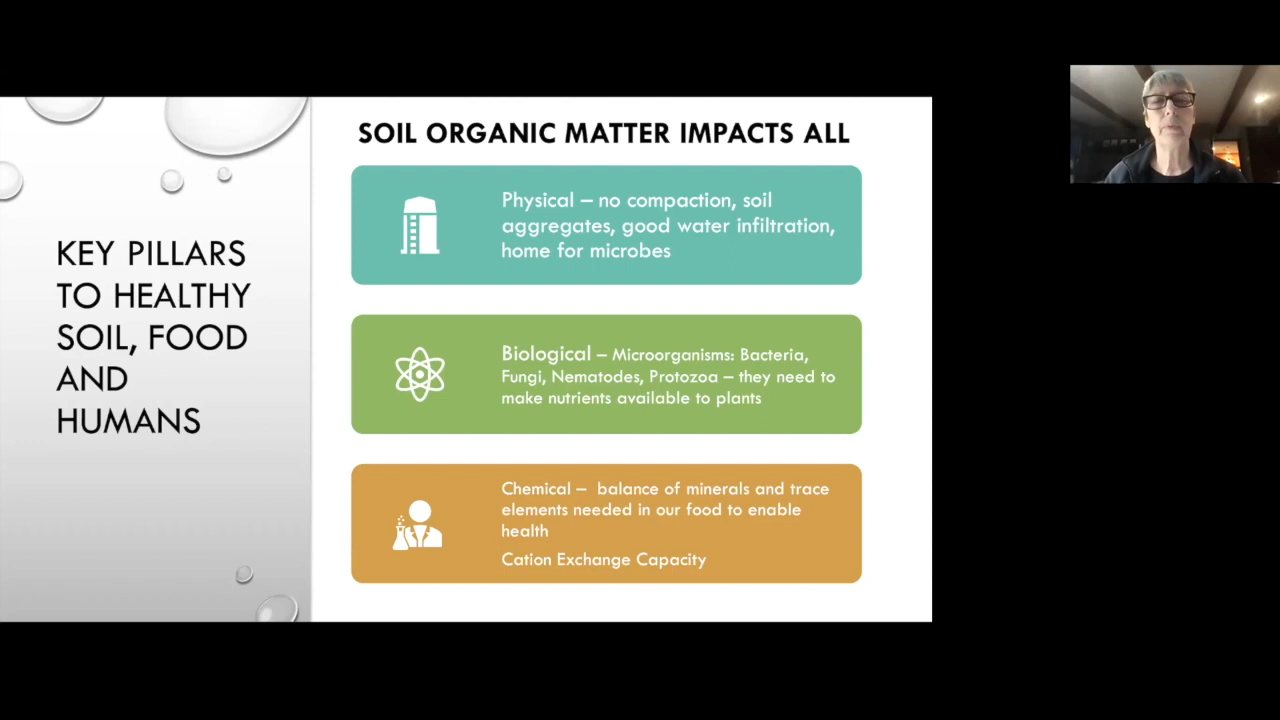 KEY PILLARS
TO HEALTHY
SOIL, FOOD
AND
HUMANS
SOIL ORGANIC MATTER IMPACTS ALL
Physical – no compaction, soil
aggregates, good water infiltration,
home for microbes
Biological – Microorganisms: Bacteria,
Fungi, Nematodes, Protozoa – they need to
make nutrients available to plants
Chemical –  balance of minerals and trace
elements needed in our food to enable
health
Cation Exchange Capacity